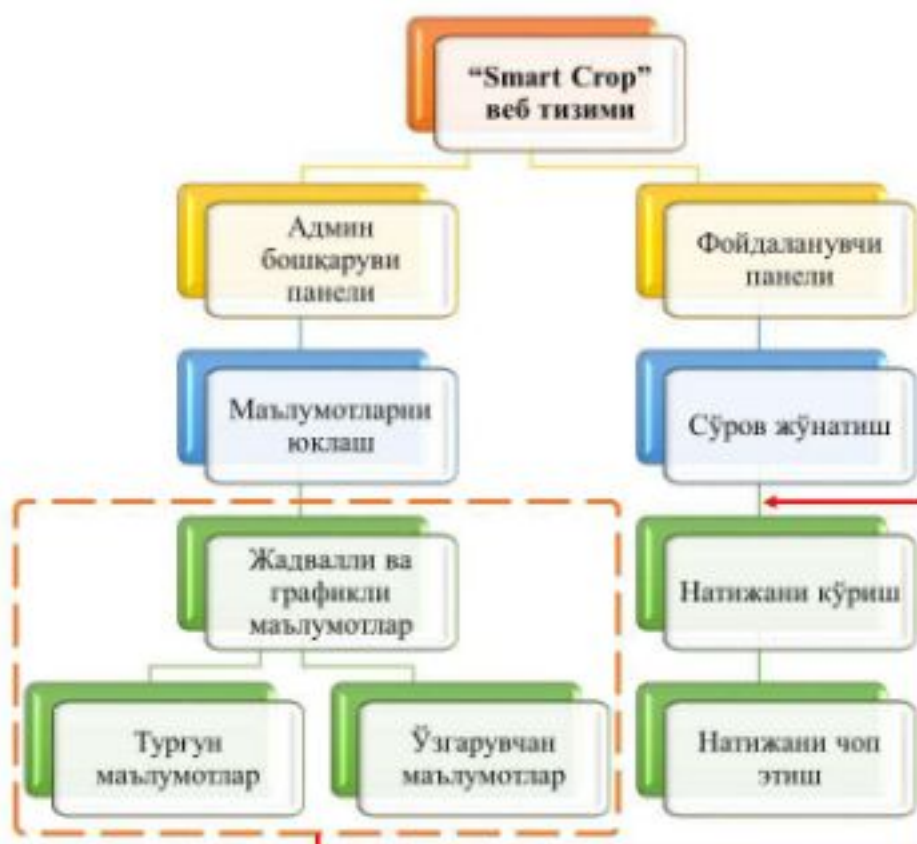 “Smart Crop”
веб тизими
Админ
бошқаруви
панели
Фойдаланувчи
панели
Маълумотларни
юклаш
Сўров жўнатиш
Жадвалли ва
графикли
маълумотлар
Натижани кўриш
Турғун
маълумотлар
Ўзгарувчан
маълумотлар
Натижани чоп
этиш